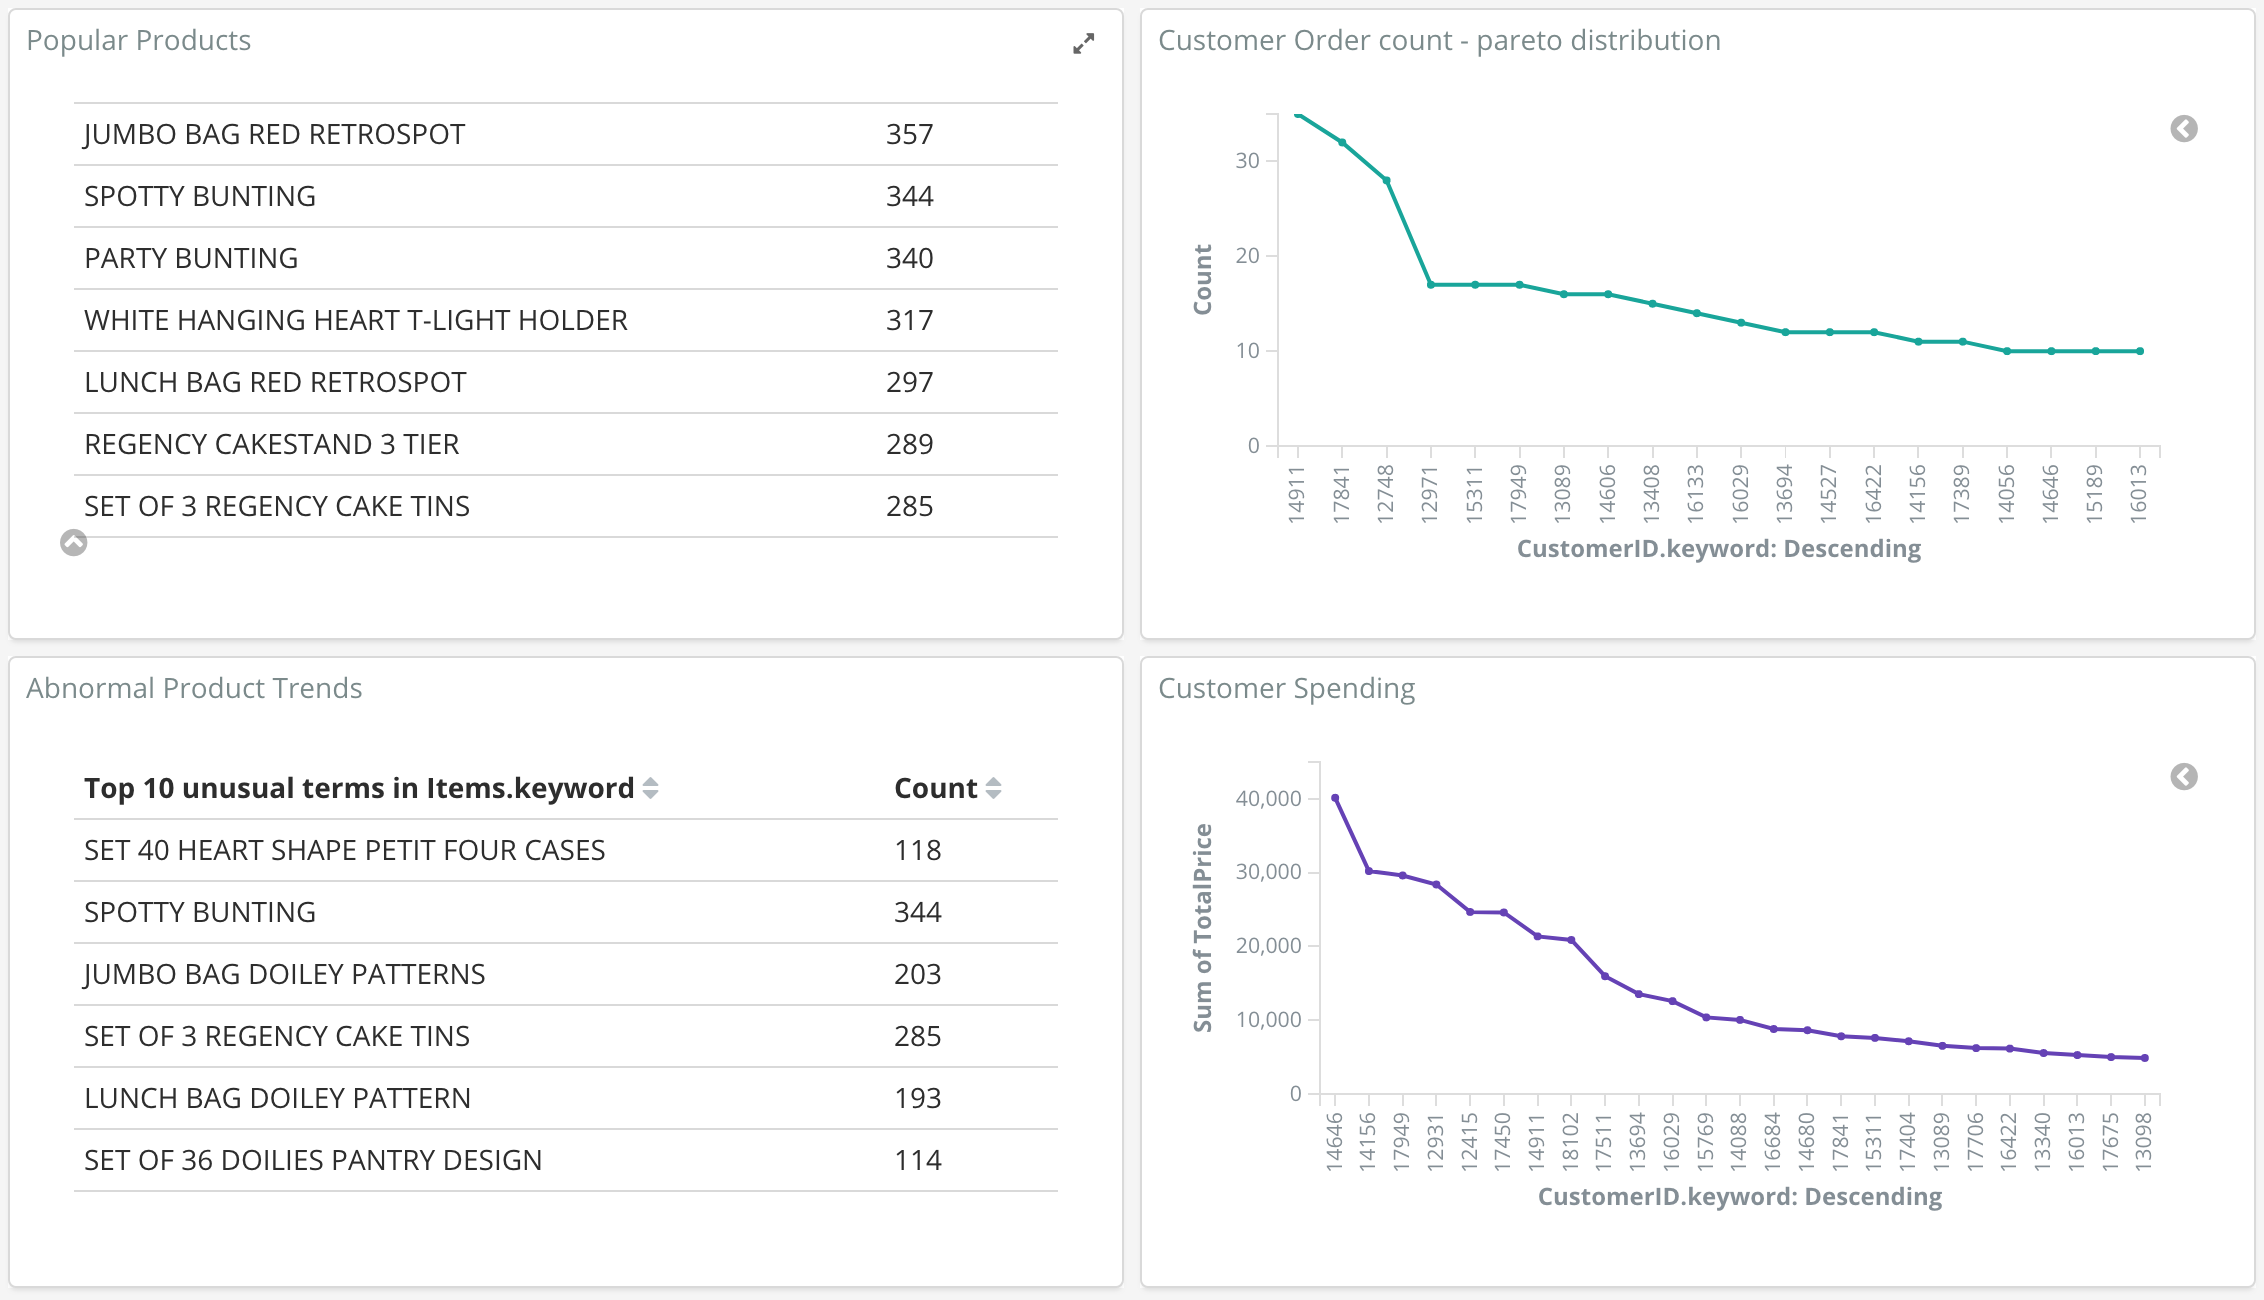 Popular Products
JUMBO BAG RED RETROSPOT 357
SPOTTY BUNTING 344
PARTY BUNTING 340
WHITE HANGING HEART T-LIGHT HOLDER 317
LUNCH BAG RED RETROSPOT 297
REGENCY CAKESTAND 3 TIER 289
SET OF 3 REGENCY CAKE TINS 285
Customer Order count - pareto distribution
Count
30
20
10
0
14911 17841 12748 12971 15311 17949 13089 14606 13408 16133 16029 13694 14527 16422 14156 17389 14056 14646 15189 16013
CustomerID.keyword: Descending
Abnormal Product Trends
Top 10 unusual terms in Items.keyword Count
SET 40 HEART SHAPE PETIT FOUR CASES 118
SPOTTY BUNTING 344
JUMBO BAG DOILEY PATTERNS 203
SET OF 3 REGENCY CAKE TINS 285
LUNCH BAG DOILEY PATTERN 193
SET OF 36 DOILIES PANTRY DESIGN 114
Customer Spending
Sum of TotalPrice
40,000
30,000
20,000
10,000
0
14646 14156 17949 12931 12415 17450 14911 18102 17511 13694 16029 15769 14088 16684 14680 17841 15311 17404 13089 17706 16422 13340 16013 17675 13098
CustomerID.keyword: Descending